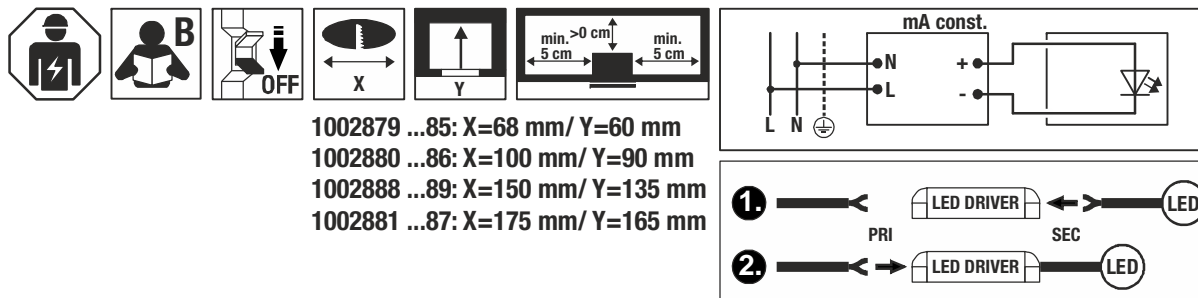 B
OFF
X
Y
min.
5 cm
>0 cm
min.
5 cm
1002879 ...85: X=68 mm/ Y=60 mm
1002880 ...86: X=100 mm/ Y=90 mm
1002888 ...89: X=150 mm/ Y=135 mm
1002881 ...87: X=175 mm/ Y=165 mm
mA const.
N
+
L
-
L N
1.
LED DRIVER
LED
PRI
SEC
2.
LED DRIVER
LED